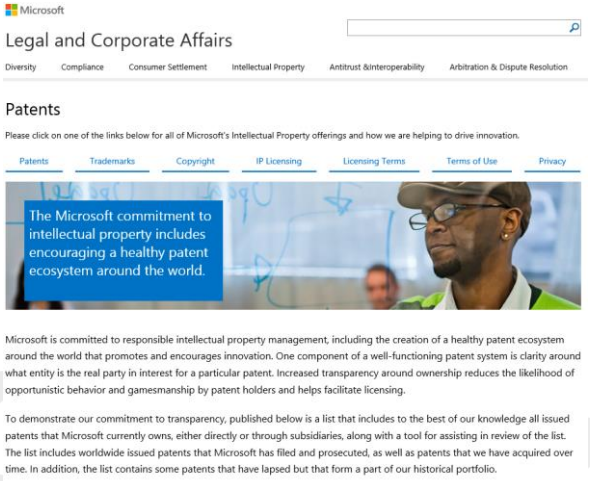 Microsoft
Legal and Corporate Affairs
Diversity Compliance Consumer Settlement Intellectual Property Antitrust &Interoperability Arbitration & Dispute Resolution
Patents
Please click on one of the links below for all of Microsoft's Intellectual Property offerings and how we are helping to drive innovation.
Patents Trademarks Copyright IP Licensing Licensing Terms Terms of Use Privacy
The Microsoft commitment to
intellectual property includes
encouraging a healthy patent
ecosystem around the world.
Microsoft is committed to responsible intellectual property management, including the creation of a healthy patent ecosystem
around the world that promotes and encourages innovation. One component of a well-functioning patent system is clarity around
what entity is the real party in interest for a particular patent. Increased transparency around ownership reduces the likelihood of
opportunistic behavior and gamesmanship by patent holders and helps facilitate licensing.
To demonstrate our commitment to transparency, published below is a list that includes to the best of our knowledge all issued
patents that Microsoft currently owns, either directly or through subsidiaries, along with a tool for assisting in review of the list.
The list includes worldwide issued patents that Microsoft has filed and prosecuted, as well as patents that we have acquired over
time. In addition, the list contains some patents that have lapsed but that form a part of our historical portfolio.